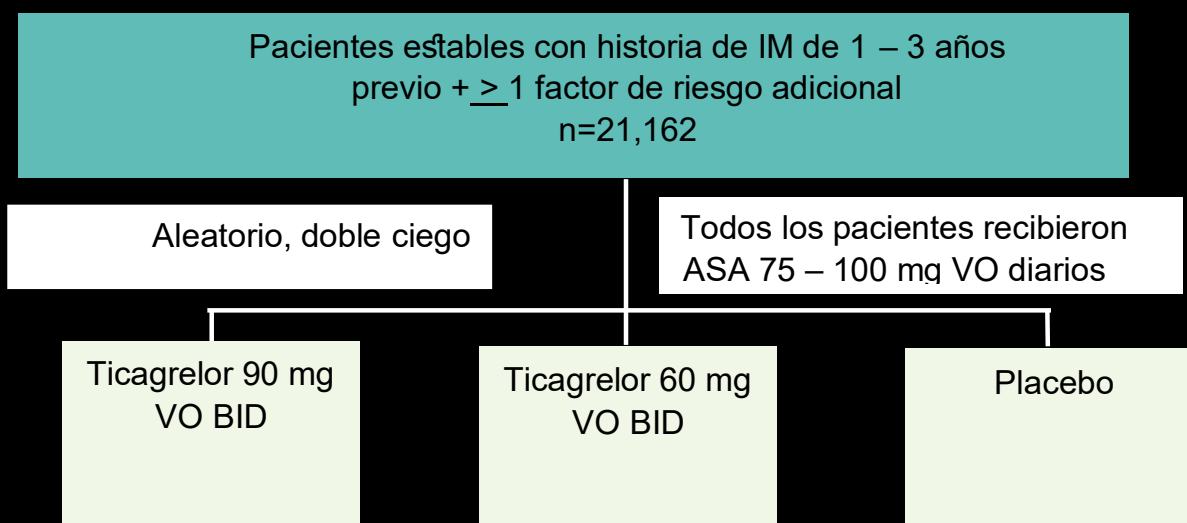 Pacientes estables con historia de IM de 1 – 3 años
previo + > 1 factor de riesgo adicional
n=21,162
Aleatorio, doble ciego
Todos los pacientes recibieron
ASA 75 – 100 mg VO diarios
Ticagrelor 90 mg
VO BID
Ticagrelor 60 mg
VO BID
Placebo